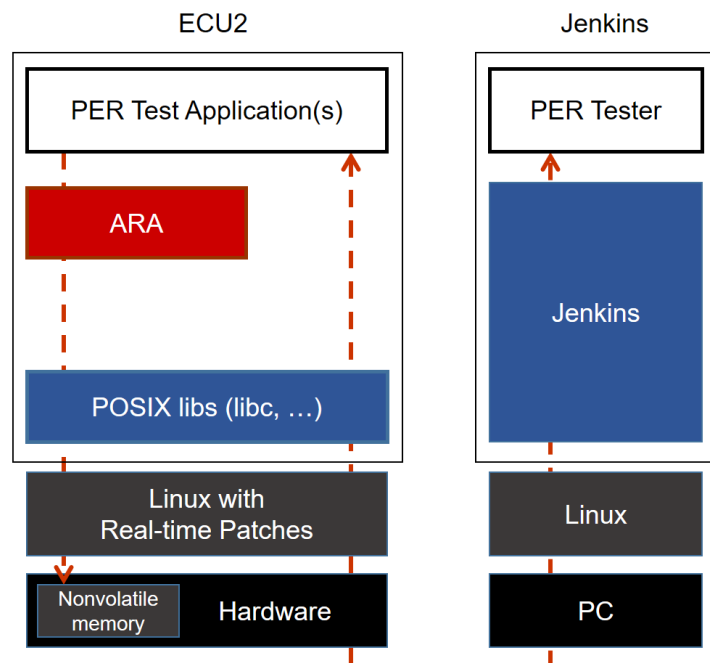 ECU2
PER Test Application(s)
ARA
POSIX libs (libc, …)
Linux with
Real-time Patches
Nonvolatile
memory
Hardware
Jenkins
PER Tester
Jenkins
Linux
PC